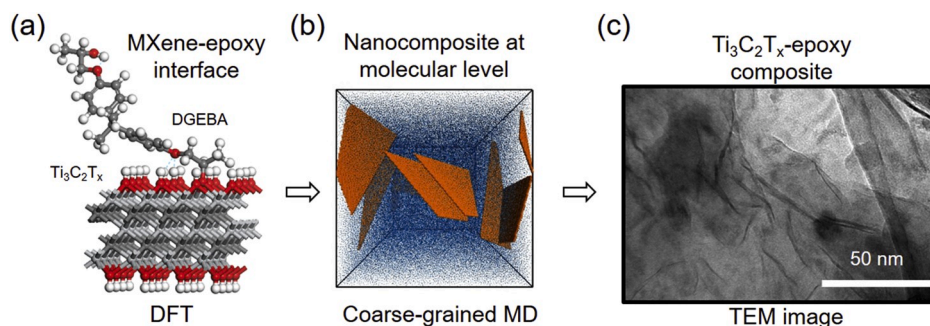 (a)
MXene-epoxy
interface
DGEBA
Ti₃C₂Tₓ
DFT
(b)
Nanocomposite at
molecular level
Coarse-grained MD
(c)
Ti₃C₂Tₓ-epoxy
composite
50 nm
TEM image